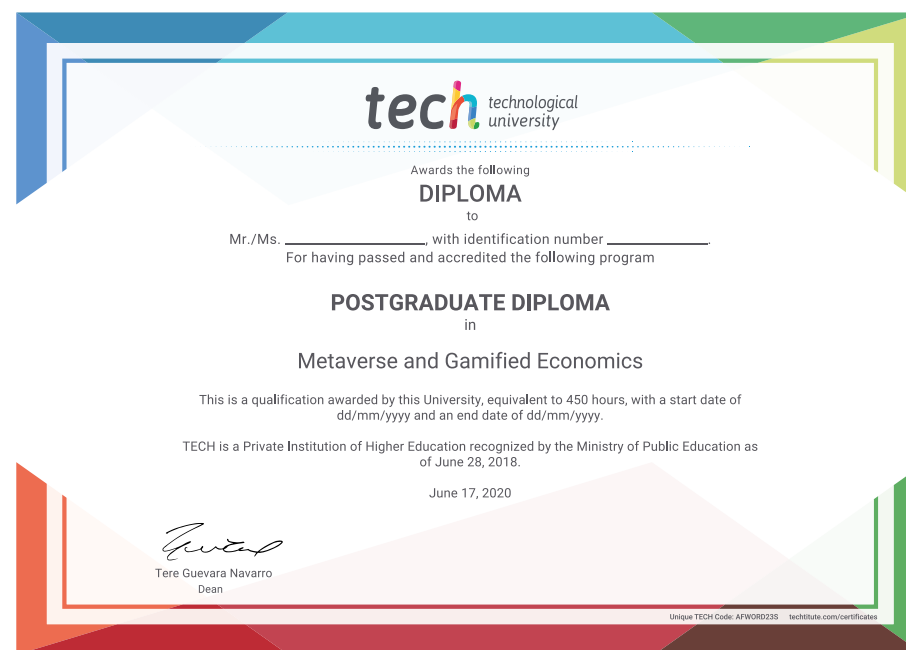 tech technological
university
Awards the following
DIPLOMA
to
Mr./Ms. ____________________, with identification number ______________.
For having passed and accredited the following program
POSTGRADUATE DIPLOMA
in
Metaverse and Gamified Economics
This is a qualification awarded by this University, equivalent to 450 hours, with a start date of
dd/mm/yyyy and an end date of dd/mm/yyyy.
TECH is a Private Institution of Higher Education recognized by the Ministry of Public Education as
of June 28, 2018.
June 17, 2020
Tere Guevara Navarro
Dean
Unique TECH Code: AFWORD23S techtitute.com/certificates